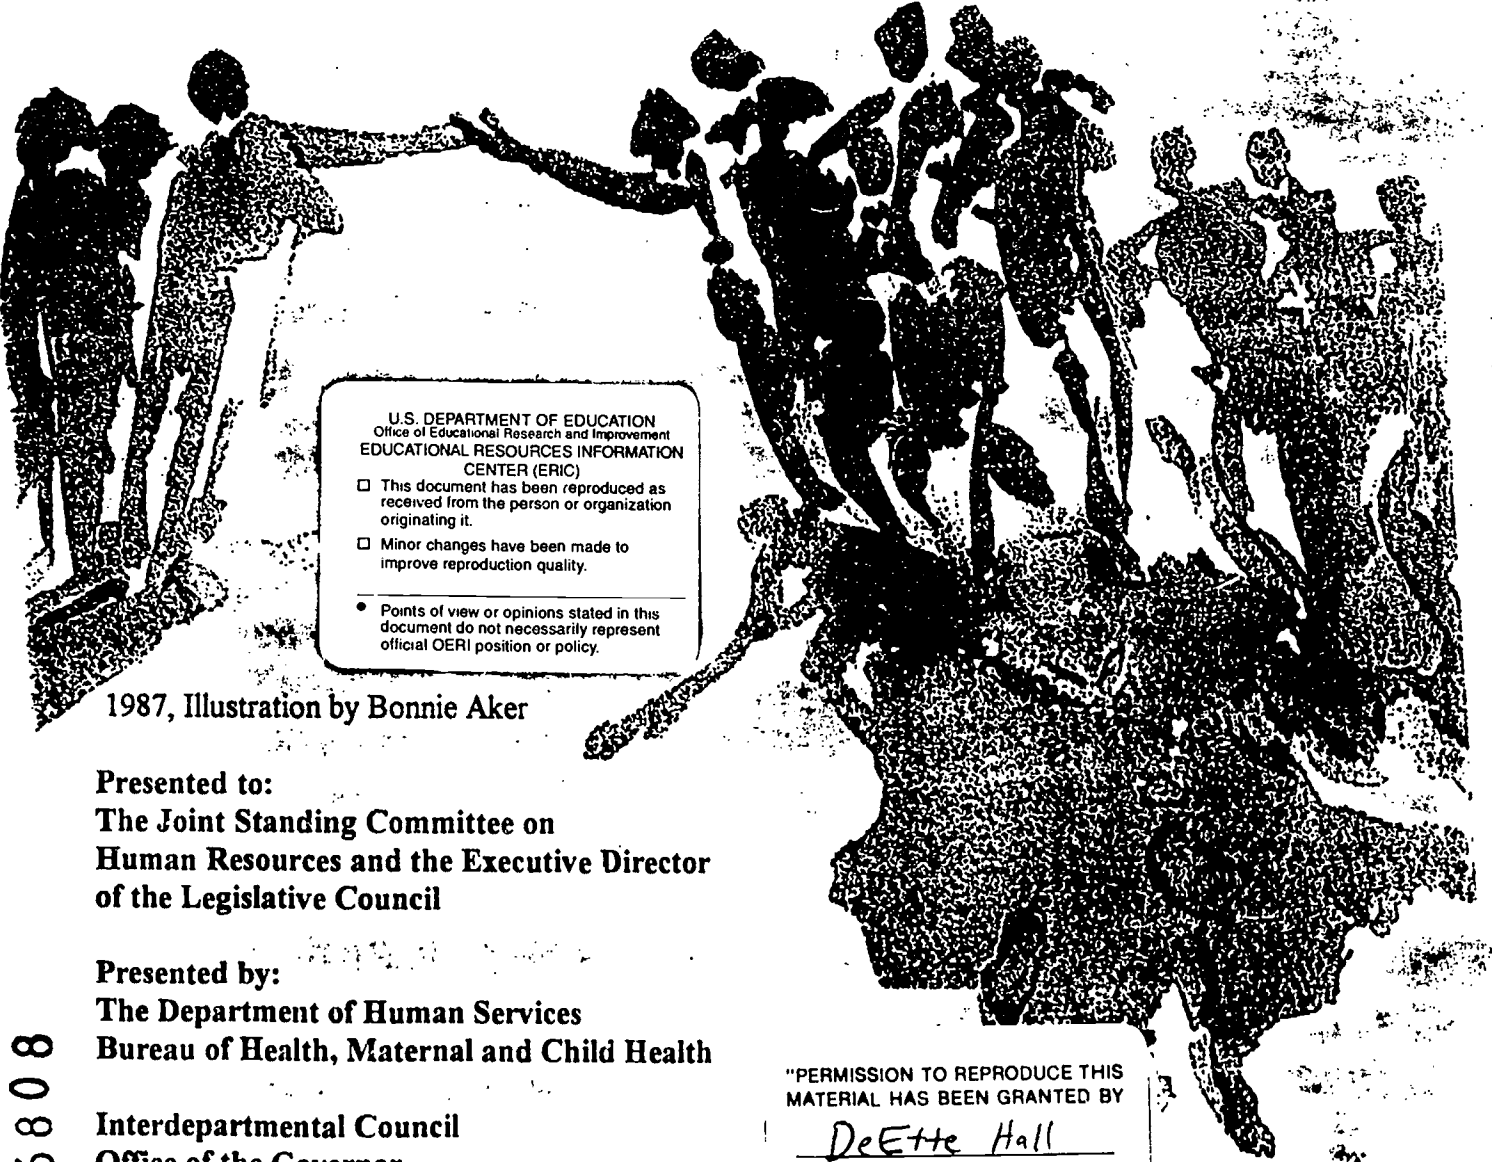 U.S. DEPARTMENT OF EDUCATION
Office of Educational Research and Improvement
EDUCATIONAL RESOURCES INFORMATION
CENTER (ERIC)
☐ This document has been reproduced as
received from the person or organization
originating it.
☐ Minor changes have been made to
improve reproduction quality.
● Points of view or opinions stated in this
document do not necessarily represent
official OERI position or policy.
1987, Illustration by Bonnie Aker
Presented to:
The Joint Standing Committee on
Human Resources and the Executive Director
of the Legislative Council
Presented by:
The Department of Human Services
Bureau of Health, Maternal and Child Health
Interdepartmental Council
Office of the Governor
"PERMISSION TO REPRODUCE THIS
MATERIAL HAS BEEN GRANTED BY
DeEtte Hall
808